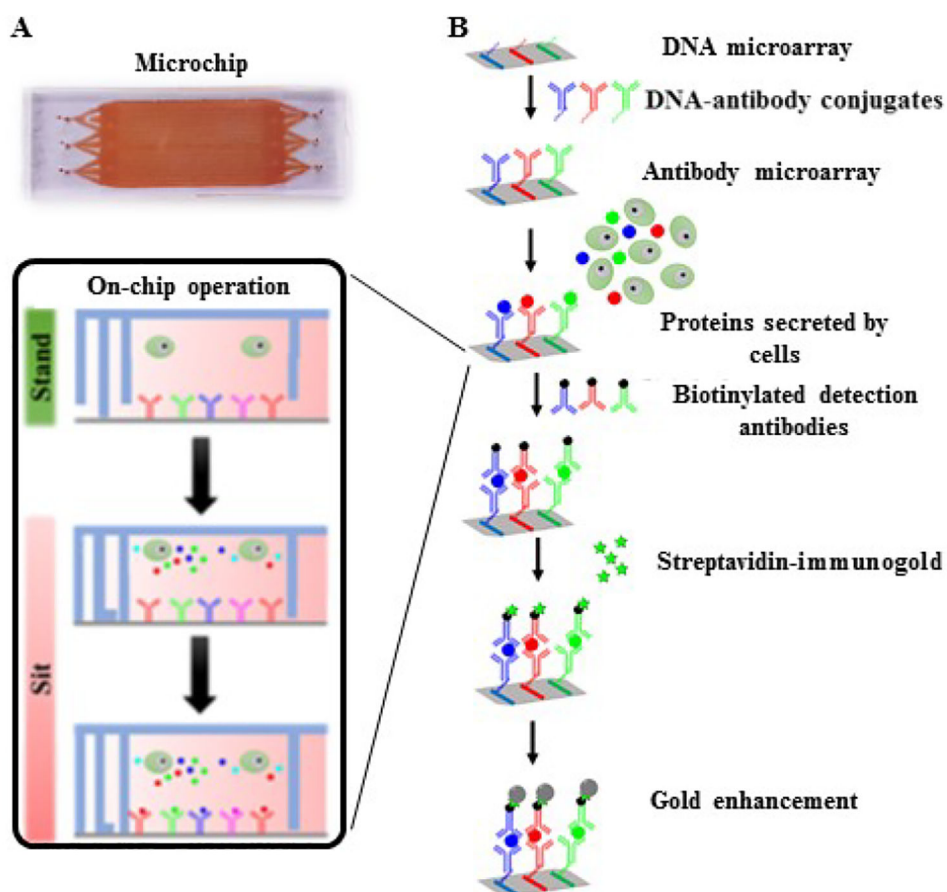 A
Microchip
On-chip operation
Stand
Sit
B
DNA microarray
DNA-antibody conjugates
Antibody microarray
Proteins secreted by
cells
Biotinylated detection
antibodies
Streptavidin-immunogold
Gold enhancement